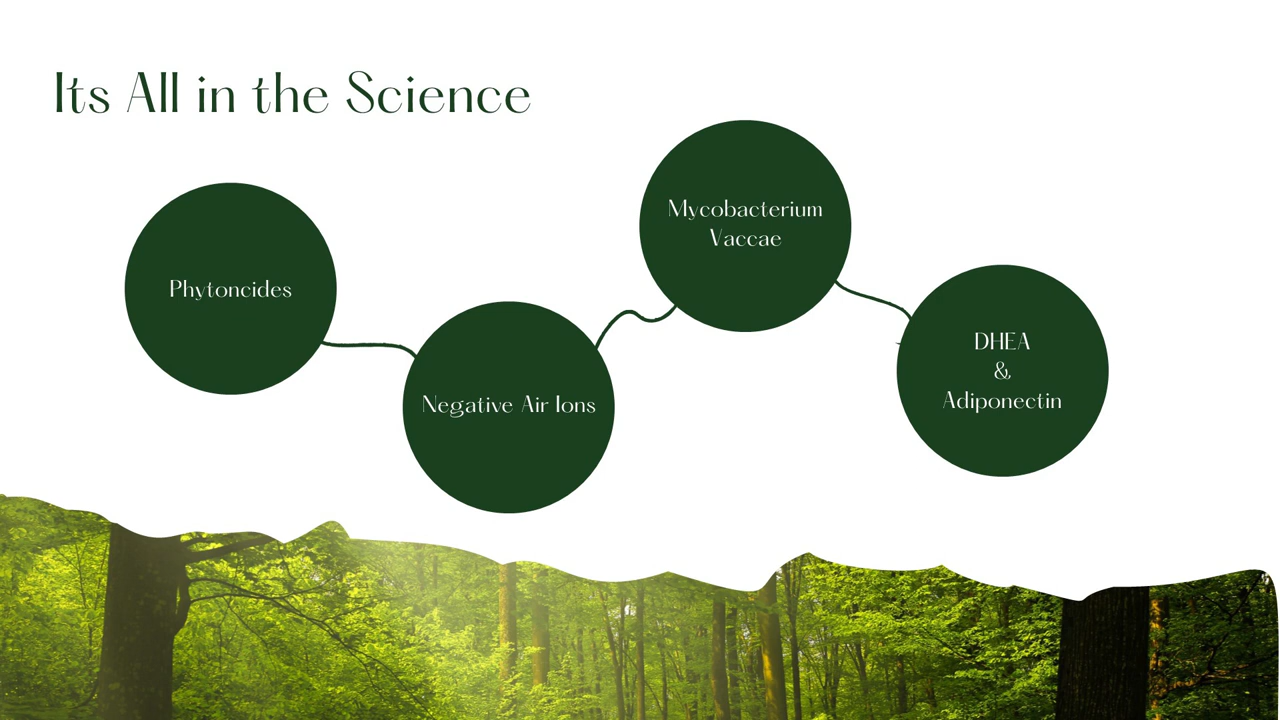 Its All in the Science
Phytoncides
Negative Air Ions
Mycobacterium
Vaccae
DHEA
&
Adiponectin